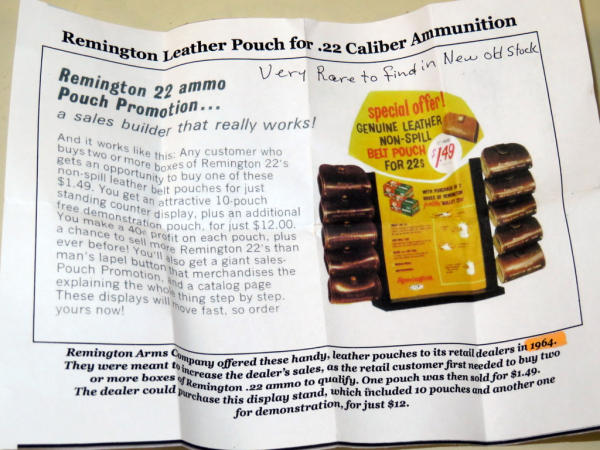 Remington Leather Pouch for .22 Caliber Ammunition
Very Rare to find in New old Stock
Remington 22 ammo
Pouch Promotion...
a sales builder that really works!
And it works like this: Any customer who
buys two or more boxes of Remington 22's
gets an opportunity to buy one of these
non-spill leather belt pouches for just
$1.49. You get an attractive 10-pouch
standing counter display, plus an additional
free demonstration pouch, for just $12.00.
You make a 40¢ profit on each pouch, plus
a chance to sell more Remington 22's than
ever before! You'll also get a giant sales-
man's lapel button that merchandises the
Pouch Promotion, and a catalog page
explaining the whole thing step by step.
These displays will move fast, so order
yours now!
special offer!
GENUINE LEATHER
NON-SPILL
BELT POUCH
FOR 22S
$1.49
WITH PURCHASE OF 2
BOXES OF REMINGTON
Remington
Remington Arms Company offered these handy, leather pouches to its retail dealers in 1964.
They were meant to increase the dealer's sales, as the retail customer first needed to buy two
or more boxes of Remington .22 ammo to qualify. One pouch was then sold for $1.49.
The dealer could purchase this display stand, which included 10 pouches and another one
for demonstration, for just $12.